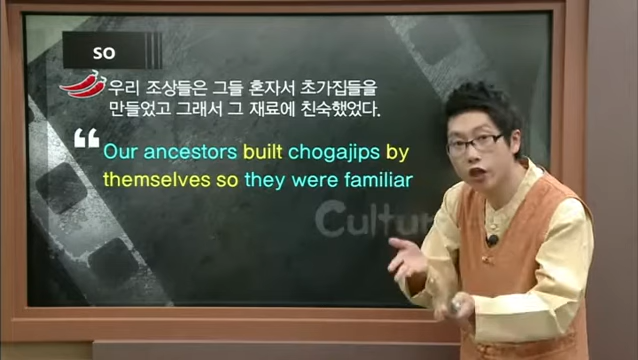 so
우리 조상들은 그들 혼자서 초가집들을
만들었고 그래서 그 재료에 친숙했었다.
“
Our ancestors built chogajips by
themselves so they were familiar